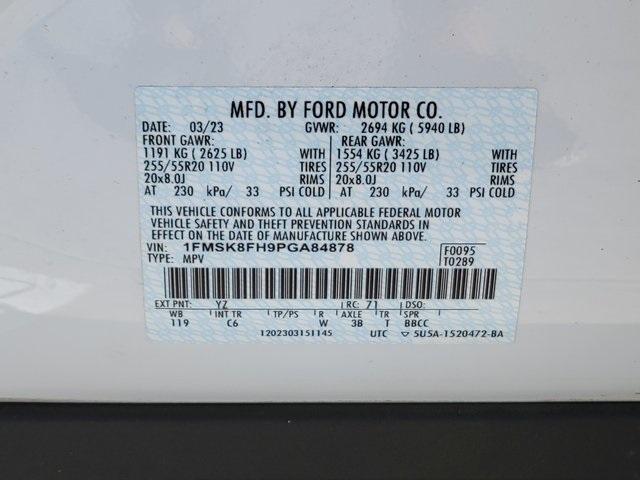 MFD. BY FORD MOTOR CO.
DATE: 03/23 GVWR: 2694 KG ( 5940 LB)
FRONT GAWR: REAR GAWR:
1191 KG ( 2625 LB) WITH 1554 KG ( 3425 LB) WITH
255/55R20 110V TIRES 255/55R20 110V TIRES
20x8.0J RIMS 20x8.0J RIMS
AT 230 kPa/ 33 PSI COLD AT 230 kPa/ 33 PSI COLD
THIS VEHICLE CONFORMS TO ALL APPLICABLE FEDERAL MOTOR
VEHICLE SAFETY AND THEFT PREVENTION STANDARDS IN
EFFECT ON THE DATE OF MANUFACTURE SHOWN ABOVE.
VIN: 1FMSK8FH9PGA84878 F0095
TYPE: MPV T0289
EXT PNT: YZ RC: 71 DSO:
WB INT TR TP/PS R AXLE TR SPR
119 C6 W 3B T BBCC
1202303151145 UTC 5U5A-1520472-BA